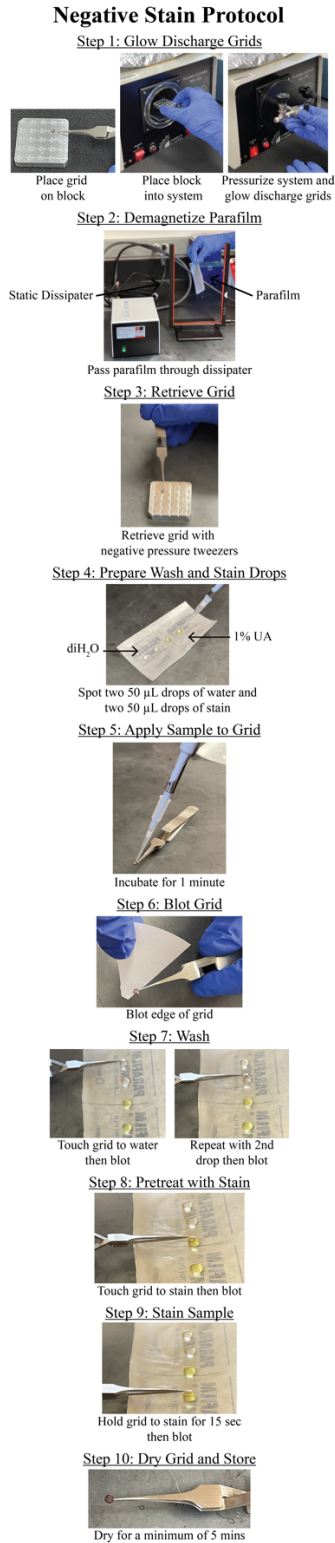 Negative Stain Protocol
Step 1: Glow Discharge Grids
Place grid
on block
Place block
into system
Pressurize system and
glow discharge grids
Step 2: Demagnetize Parafilm
Static Dissipater
Parafilm
Pass parafilm through dissipater
Step 3: Retrieve Grid
Retrieve grid with
negative pressure tweezers
Step 4: Prepare Wash and Stain Drops
diH₂O
1% UA
Spot two 50 µL drops of water and
two 50 µL drops of stain
Step 5: Apply Sample to Grid
Incubate for 1 minute
Step 6: Blot Grid
Blot edge of grid
Step 7: Wash
PARAFILM
PARAFILM
Touch grid to water
then blot
Repeat with 2nd
drop then blot
Step 8: Pretreat with Stain
Touch grid to stain then blot
Step 9: Stain Sample
Hold grid to stain for 15 sec
then blot
Step 10: Dry Grid and Store
Dry for a minimum of 5 mins